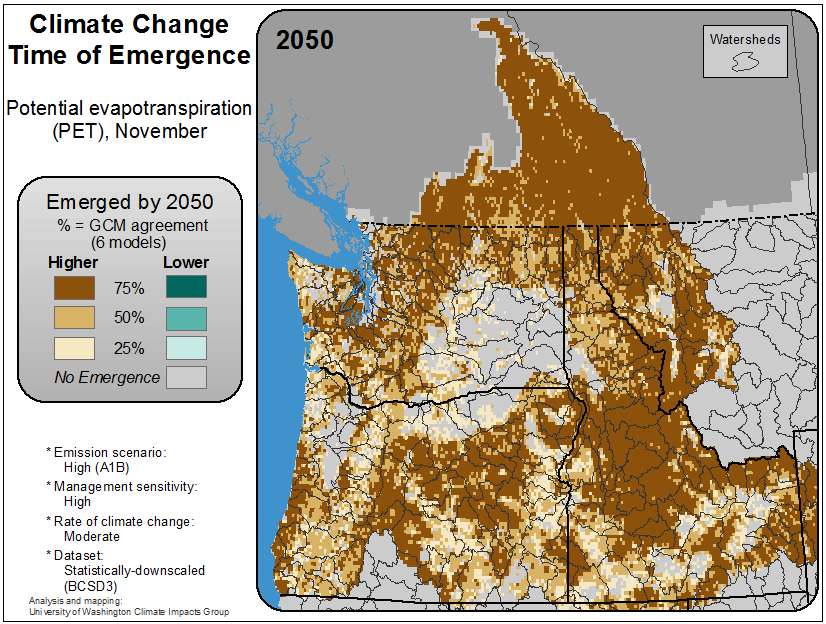 Climate Change
Time of Emergence
Potential evapotranspiration
(PET), November
Emerged by 2050
% = GCM agreement
(6 models)
Higher Lower
75%
50%
25%
No Emergence
* Emission scenario:
High (A1B)
* Management sensitivity:
High
* Rate of climate change:
Moderate
* Dataset:
Statistically-downscaled
(BCSD3)
Analysis and mapping:
University of Washington Climate Impacts Group
2050
Watersheds